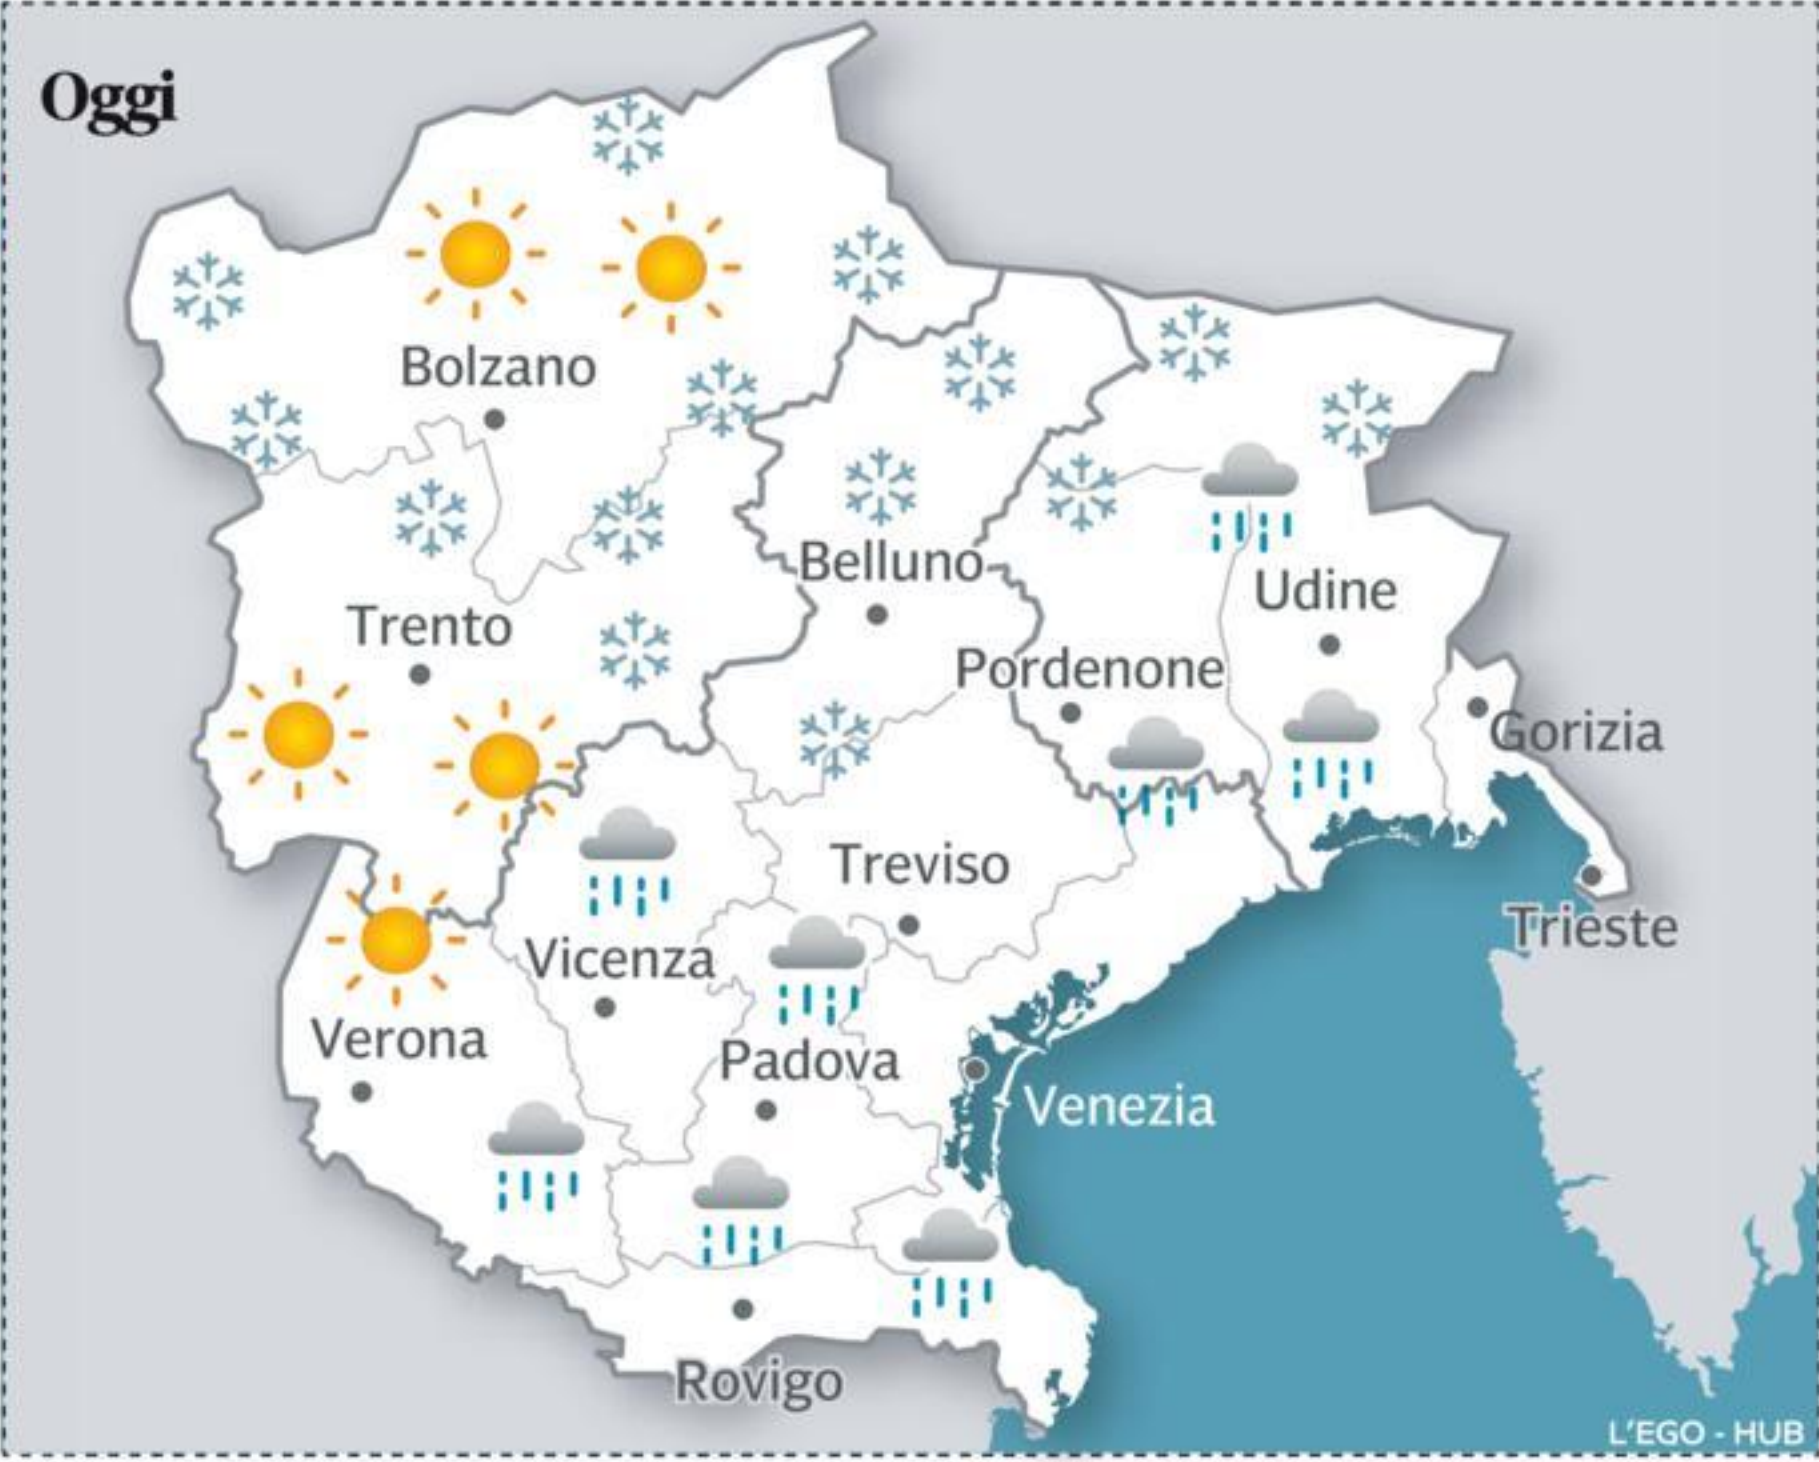 Oggi
Bolzano
Belluno
Udine
Trento
Pordenone
Gorizia
Treviso
Trieste
Vicenza
Verona
Padova
Venezia
Rovigo
L'EGO - HUB